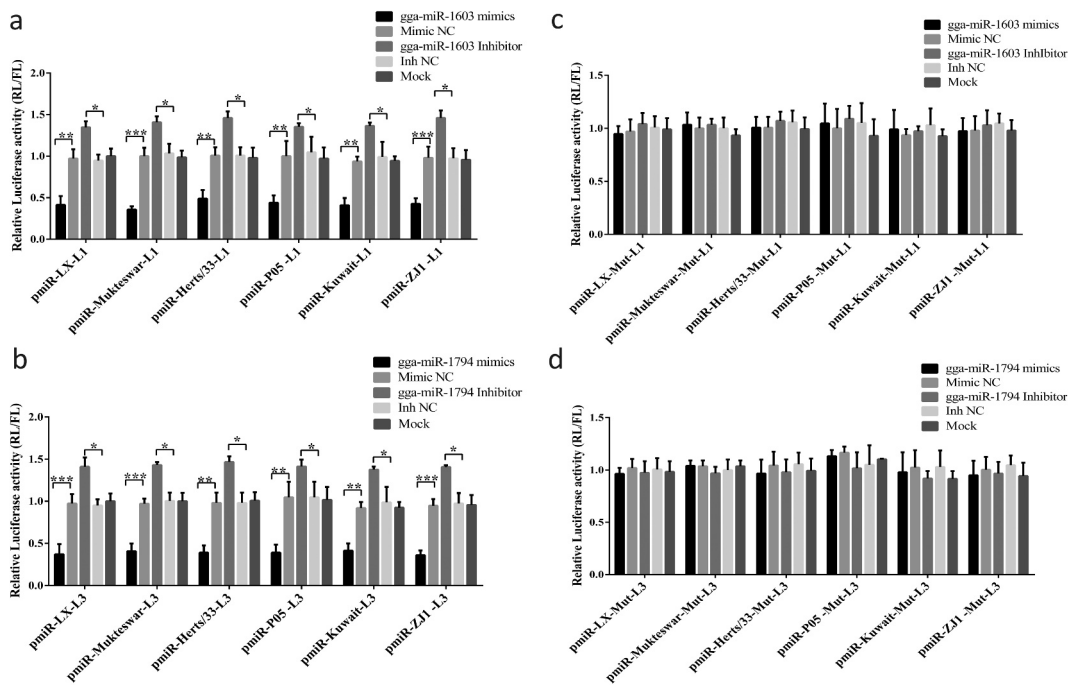 a
gga-miR-1603 mimics
Mimic NC
gga-miR-1603 Inhibitor
Inh NC
Mock
Relative Luciferase activity (RL/FL)
2.0
1.5
1.0
0.5
0.0
** * *** * ** * ** * ** * *** *
pmiR-LX-L1
pmiR-Mukteswar-L1
pmiR-Herts/33-L1
pmiR-P05 -L1
pmiR-Kuwait-L1
pmiR-ZJ1 -L1
b
gga-miR-1794 mimics
Mimic NC
gga-miR-1794 Inhibitor
Inh NC
Mock
Relative Luciferase activity (RL/FL)
2.0
1.5
1.0
0.5
0.0
*** * *** * ** * ** * ** * *** *
pmiR-LX-L3
pmiR-Mukteswar-L3
pmiR-Herts/33-L3
pmiR-P05 -L3
pmiR-Kuwait-L3
pmiR-ZJ1 -L3
c
gga-miR-1603 mimics
Mimic NC
gga-miR-1603 InhIbitor
Inh NC
Mock
Relative Luciferase activity (RL/FL)
1.5
1.0
0.5
0.0
pmiR-LX-Mut-L1
pmiR-Mukteswar-Mut-L1
pmiR-Herts/33-Mut-L1
pmiR-P05 -Mut-L1
pmiR-Kuwait-Mut-L1
pmiR-ZJ1 -Mut-L1
d
gga-miR-1794 mimics
Mimic NC
gga-miR-1794 Inhibitor
Inh NC
Mock
Relative Luciferase activity (RL/FL)
1.5
1.0
0.5
0.0
pmiR-LX-Mut-L3
pmiR-Mukteswar-Mut-L3
pmiR-Herts/33-Mut-L3
pmiR-P05 -Mut-L3
pmiR-Kuwait-Mut-L3
pmiR-ZJ1 -Mut-L3